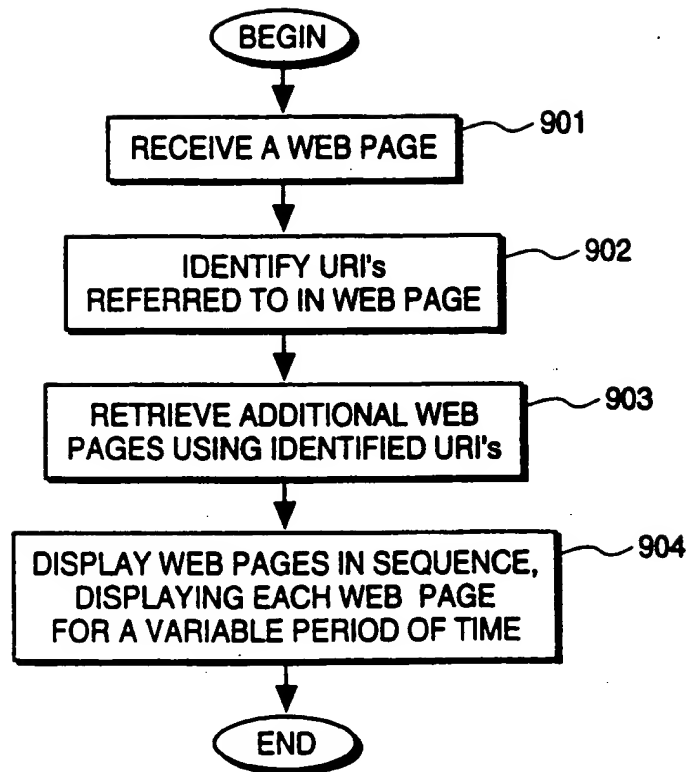 BEGIN
RECEIVE A WEB PAGE
901
IDENTIFY URI's
REFERRED TO IN WEB PAGE
902
RETRIEVE ADDITIONAL WEB
PAGES USING IDENTIFIED URI's
903
DISPLAY WEB PAGES IN SEQUENCE,
DISPLAYING EACH WEB PAGE
FOR A VARIABLE PERIOD OF TIME
904
END